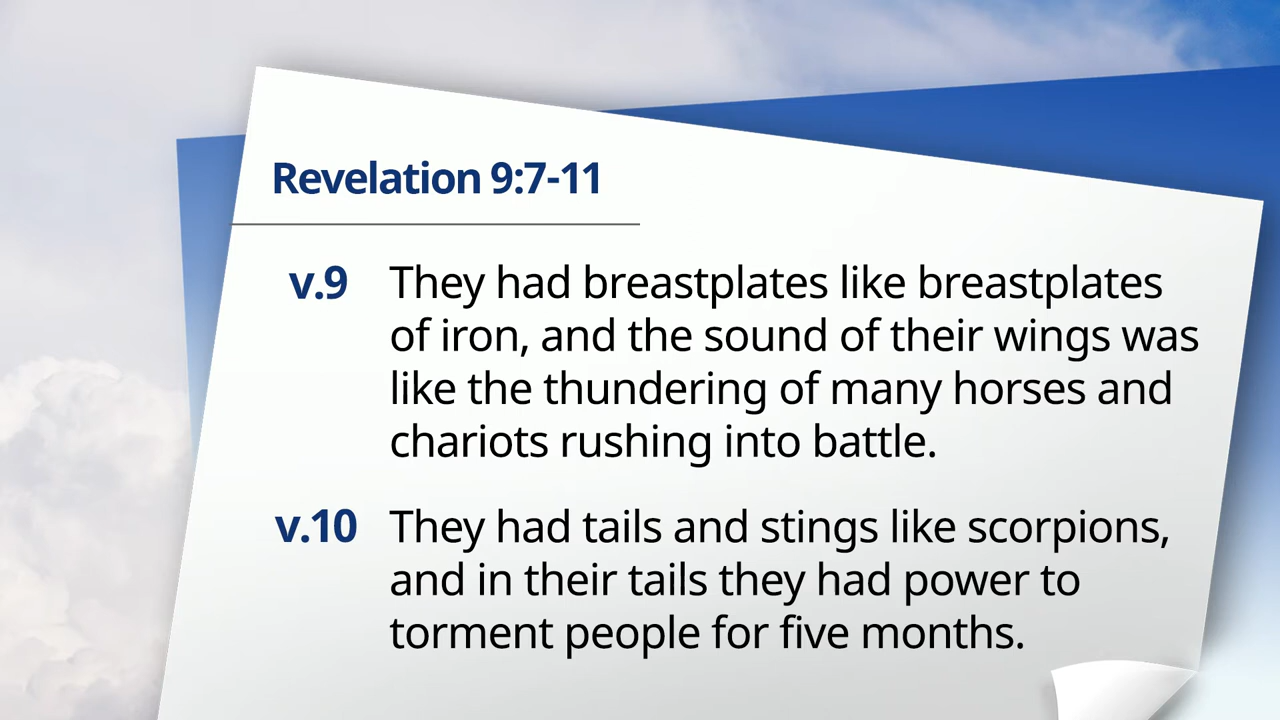 Revelation 9:7-11
v.9 They had breastplates like breastplates
of iron, and the sound of their wings was
like the thundering of many horses and
chariots rushing into battle.
v.10 They had tails and stings like scorpions,
and in their tails they had power to
torment people for five months.